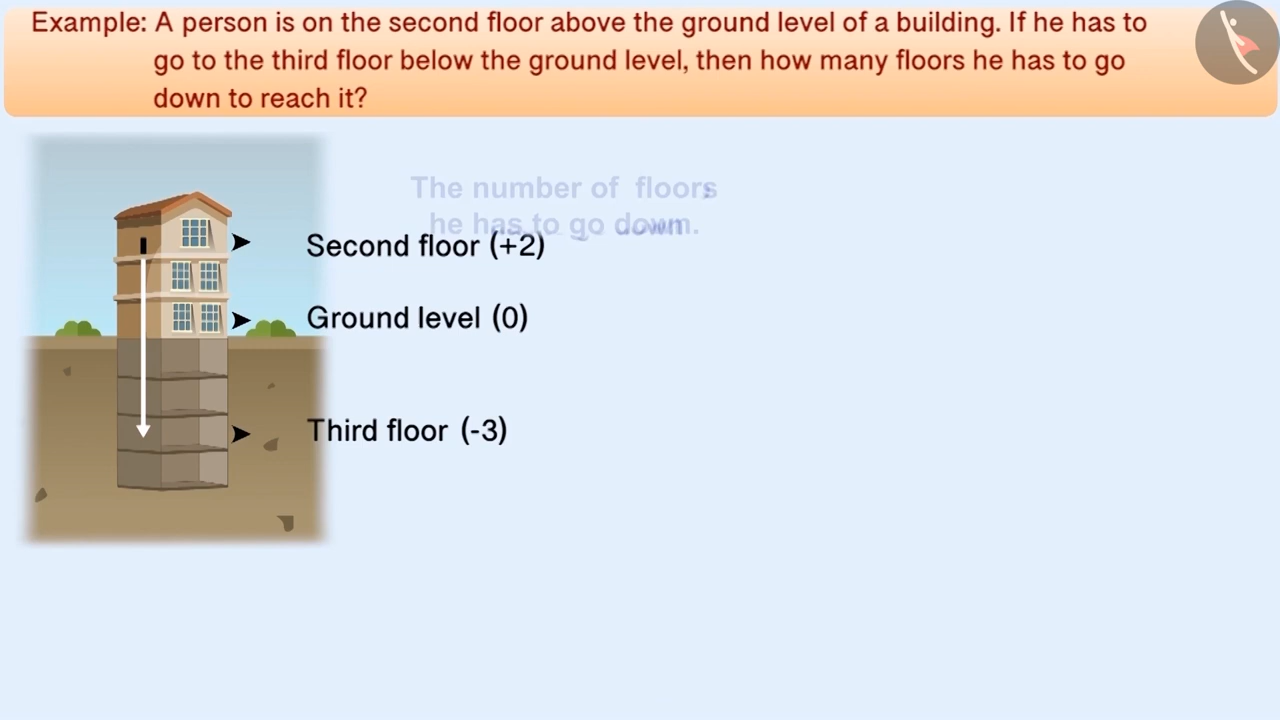 Example: A person is on the second floor above the ground level of a building. If he has to
go to the third floor below the ground level, then how many floors he has to go
down to reach it?
The number of floors
he has to go down.
Second floor (+2)
Ground level (0)
Third floor (-3)